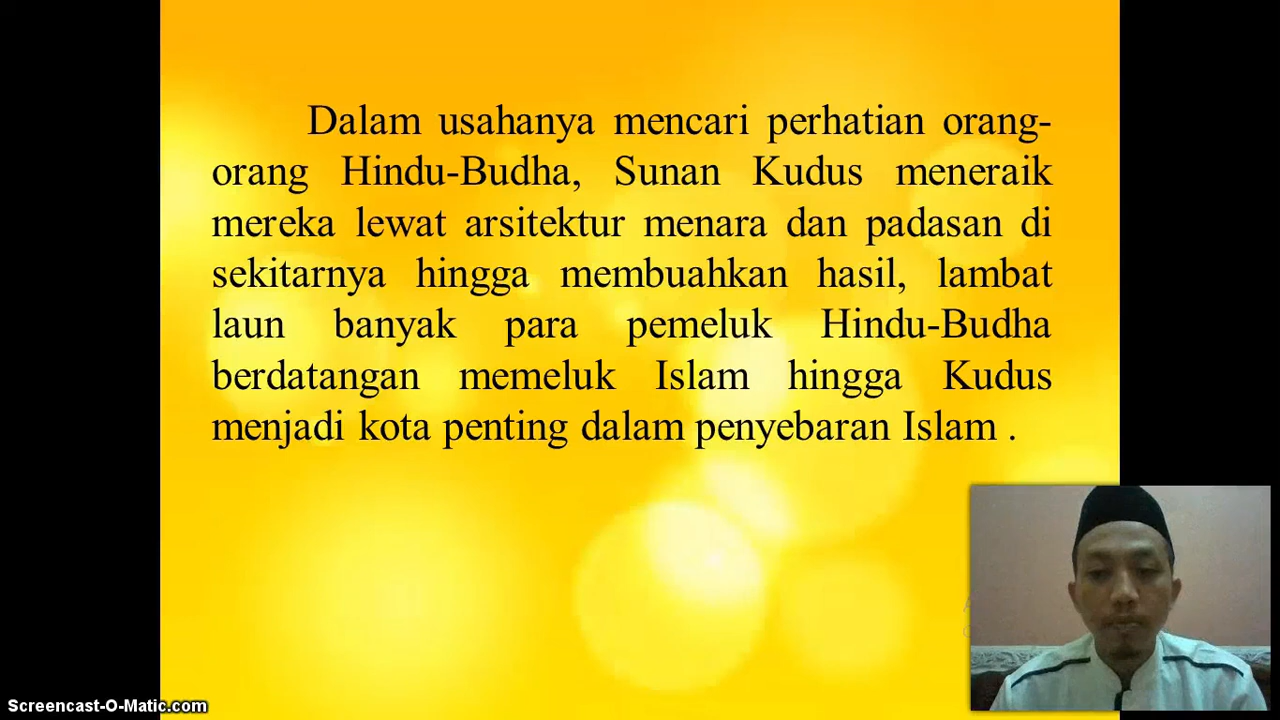 Dalam usahanya mencari perhatian orang-
orang Hindu-Budha, Sunan Kudus meneraik
mereka lewat arsitektur menara dan padasan di
sekitarnya hingga membuahkan hasil, lambat
laun banyak para pemeluk Hindu-Budha
berdatangan memeluk Islam hingga Kudus
menjadi kota penting dalam penyebaran Islam .
Screencast-O-Matic.com